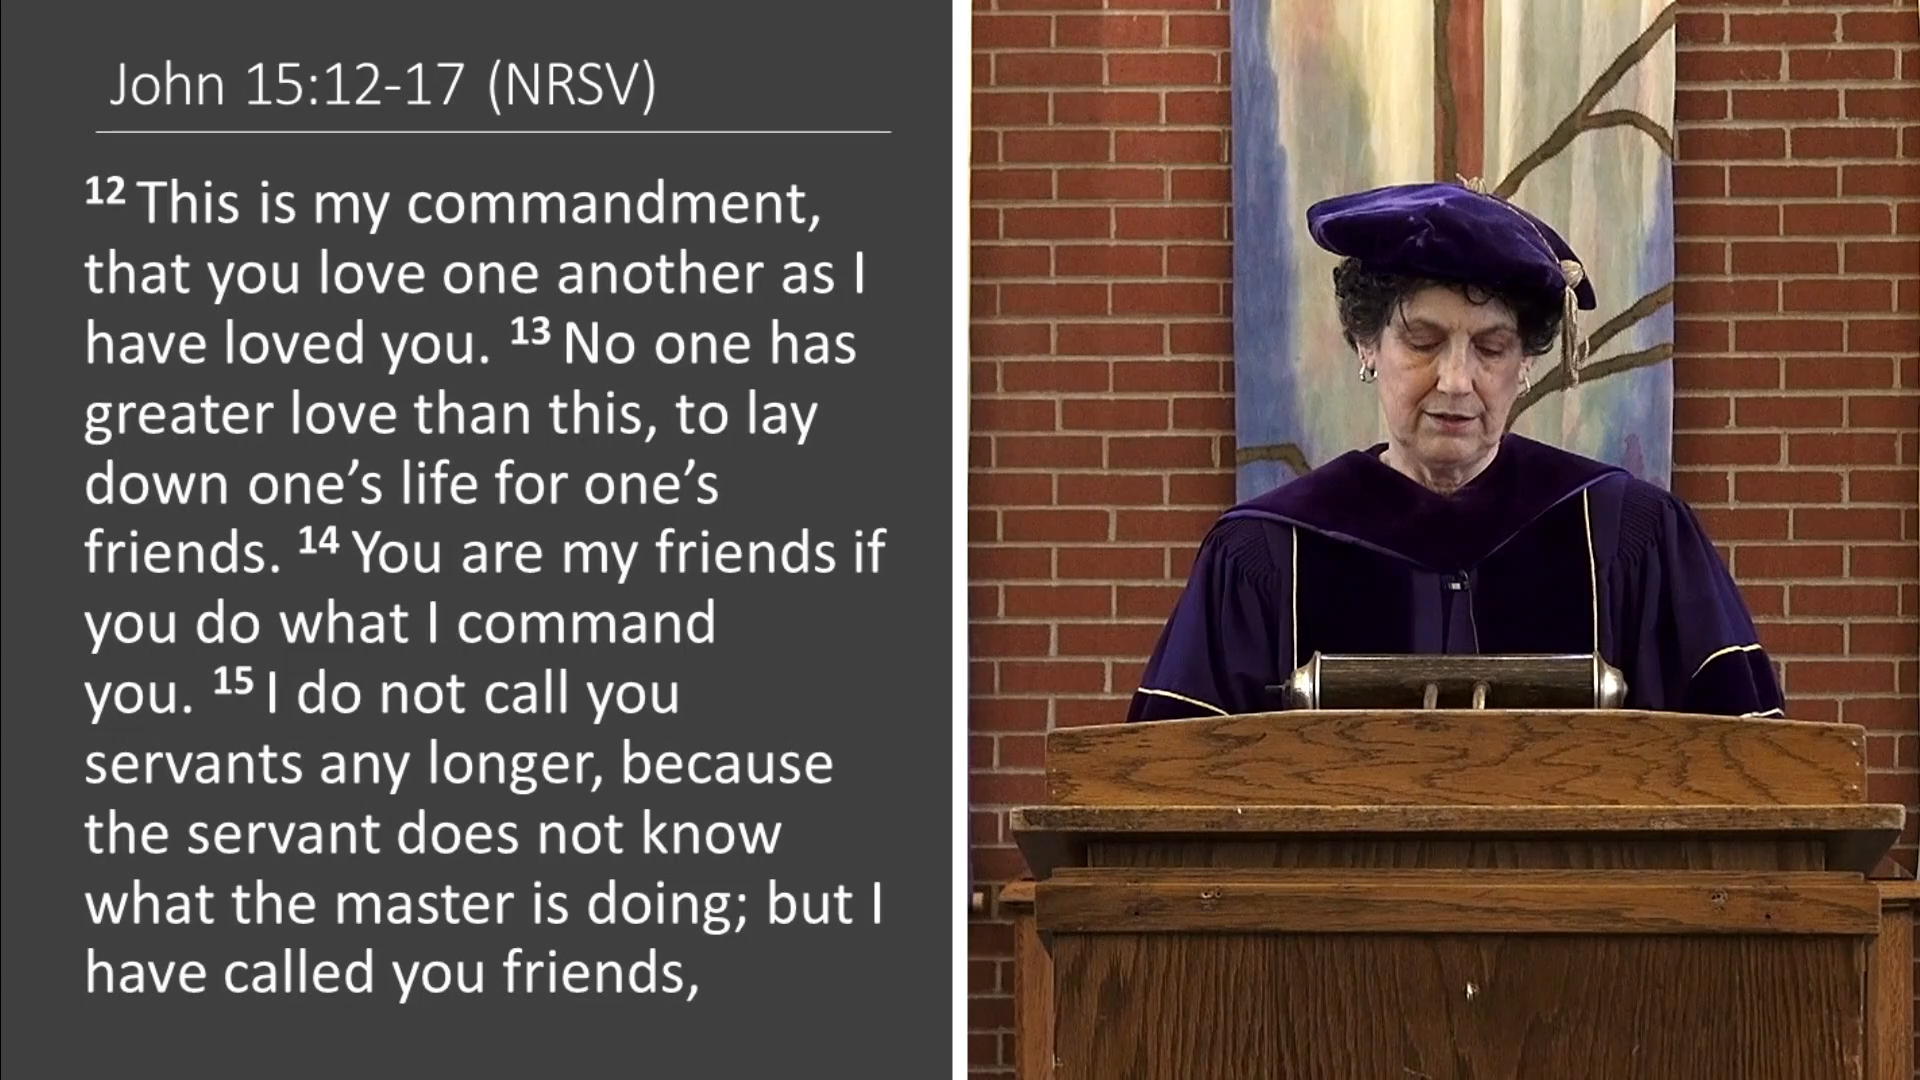 John 15:12-17 (NRSV)
12 This is my commandment,
that you love one another as I
have loved you. 13 No one has
greater love than this, to lay
down one’s life for one’s
friends. 14 You are my friends if
you do what I command
you. 15 I do not call you
servants any longer, because
the servant does not know
what the master is doing; but I
have called you friends,